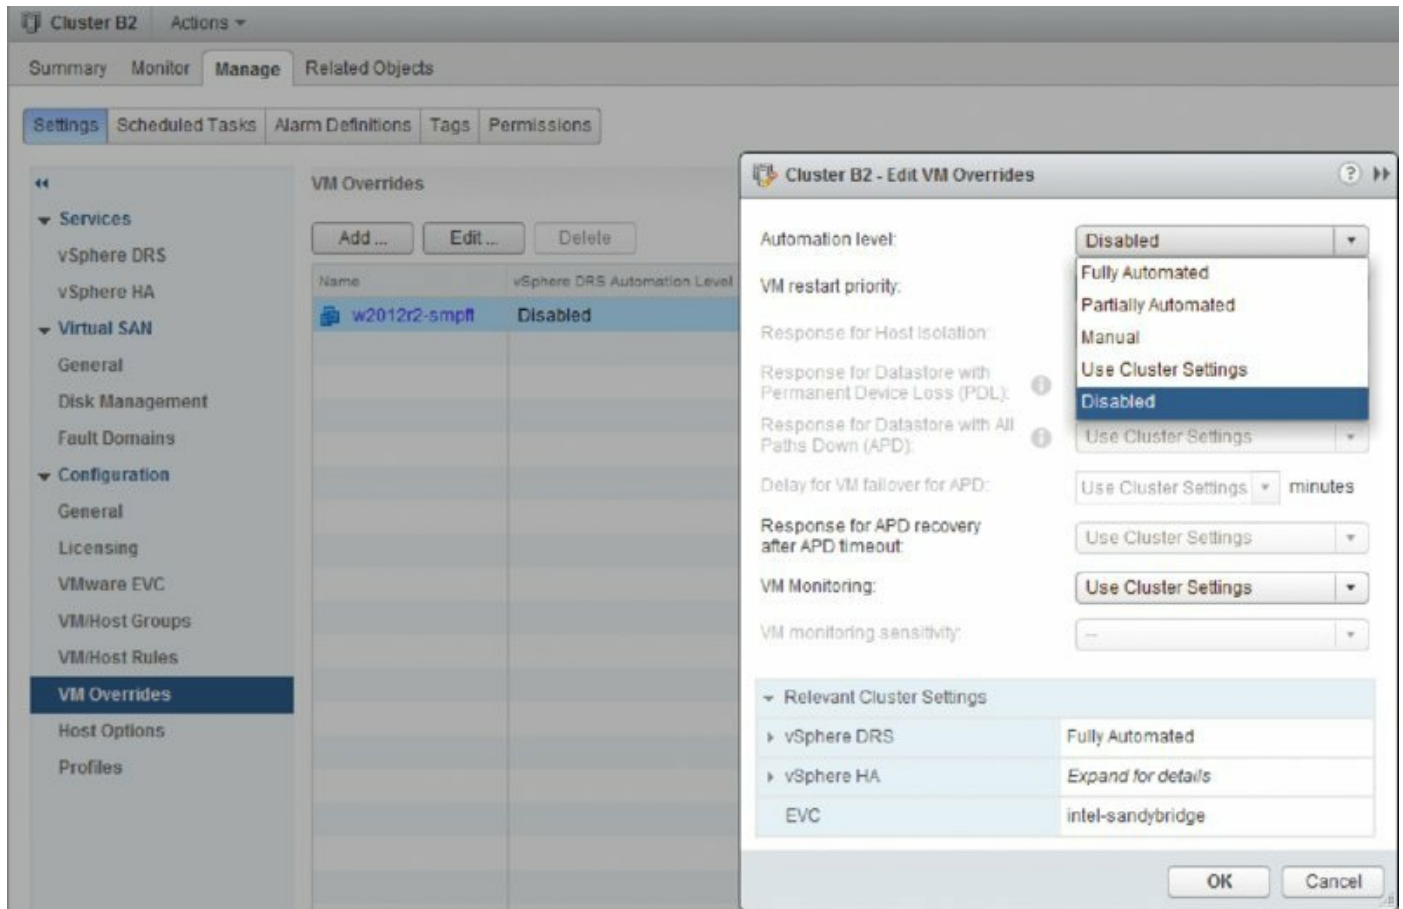 Cluster B2 Actions
Summary Monitor Manage Related Objects
Settings Scheduled Tasks Alarm Definitions Tags Permissions
Services
vSphere DRS
vSphere HA
Virtual SAN
General
Disk Management
Fault Domains
Configuration
General
Licensing
VMware EVC
VM/Host Groups
VM/Host Rules
VM Overrides
Host Options
Profiles
VM Overrides
Add ... Edit ... Delete
Name vSphere DRS Automation Level
w2012r2-smpft Disabled
Cluster B2 - Edit VM Overrides ?
Automation level: Disabled
Fully Automated
Partially Automated
Manual
Use Cluster Settings
Disabled
VM restart priority:
Response for Host Isolation:
Response for Datastore with
Permanent Device Loss (PDL):
Response for Datastore with All
Paths Down (APD): Use Cluster Settings
Delay for VM failover for APD: Use Cluster Settings minutes
Response for APD recovery
after APD timeout: Use Cluster Settings
VM Monitoring: Use Cluster Settings
VM monitoring sensitivity: --
Relevant Cluster Settings
vSphere DRS Fully Automated
vSphere HA Expand for details
EVC intel-sandybridge
OK Cancel